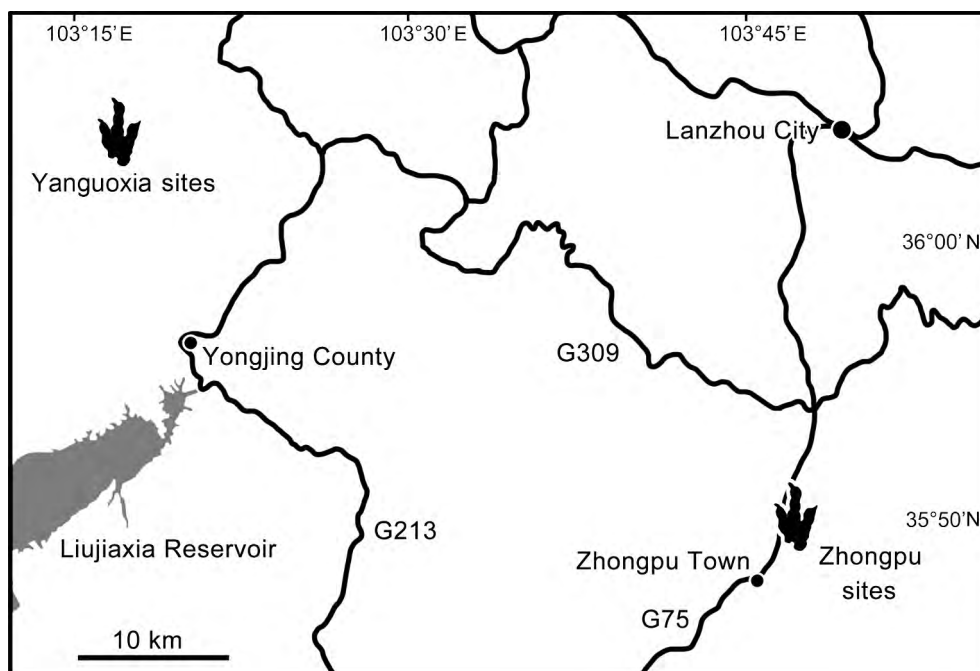 103°15' E
103°30' E
103°45' E
Lanzhou City
Yanguoxia sites
36°00' N
Yongjing County
G309
G213
35°50' N
Liujiaxia Reservoir
Zhongpu Town
Zhongpu
sites
G75
10 km